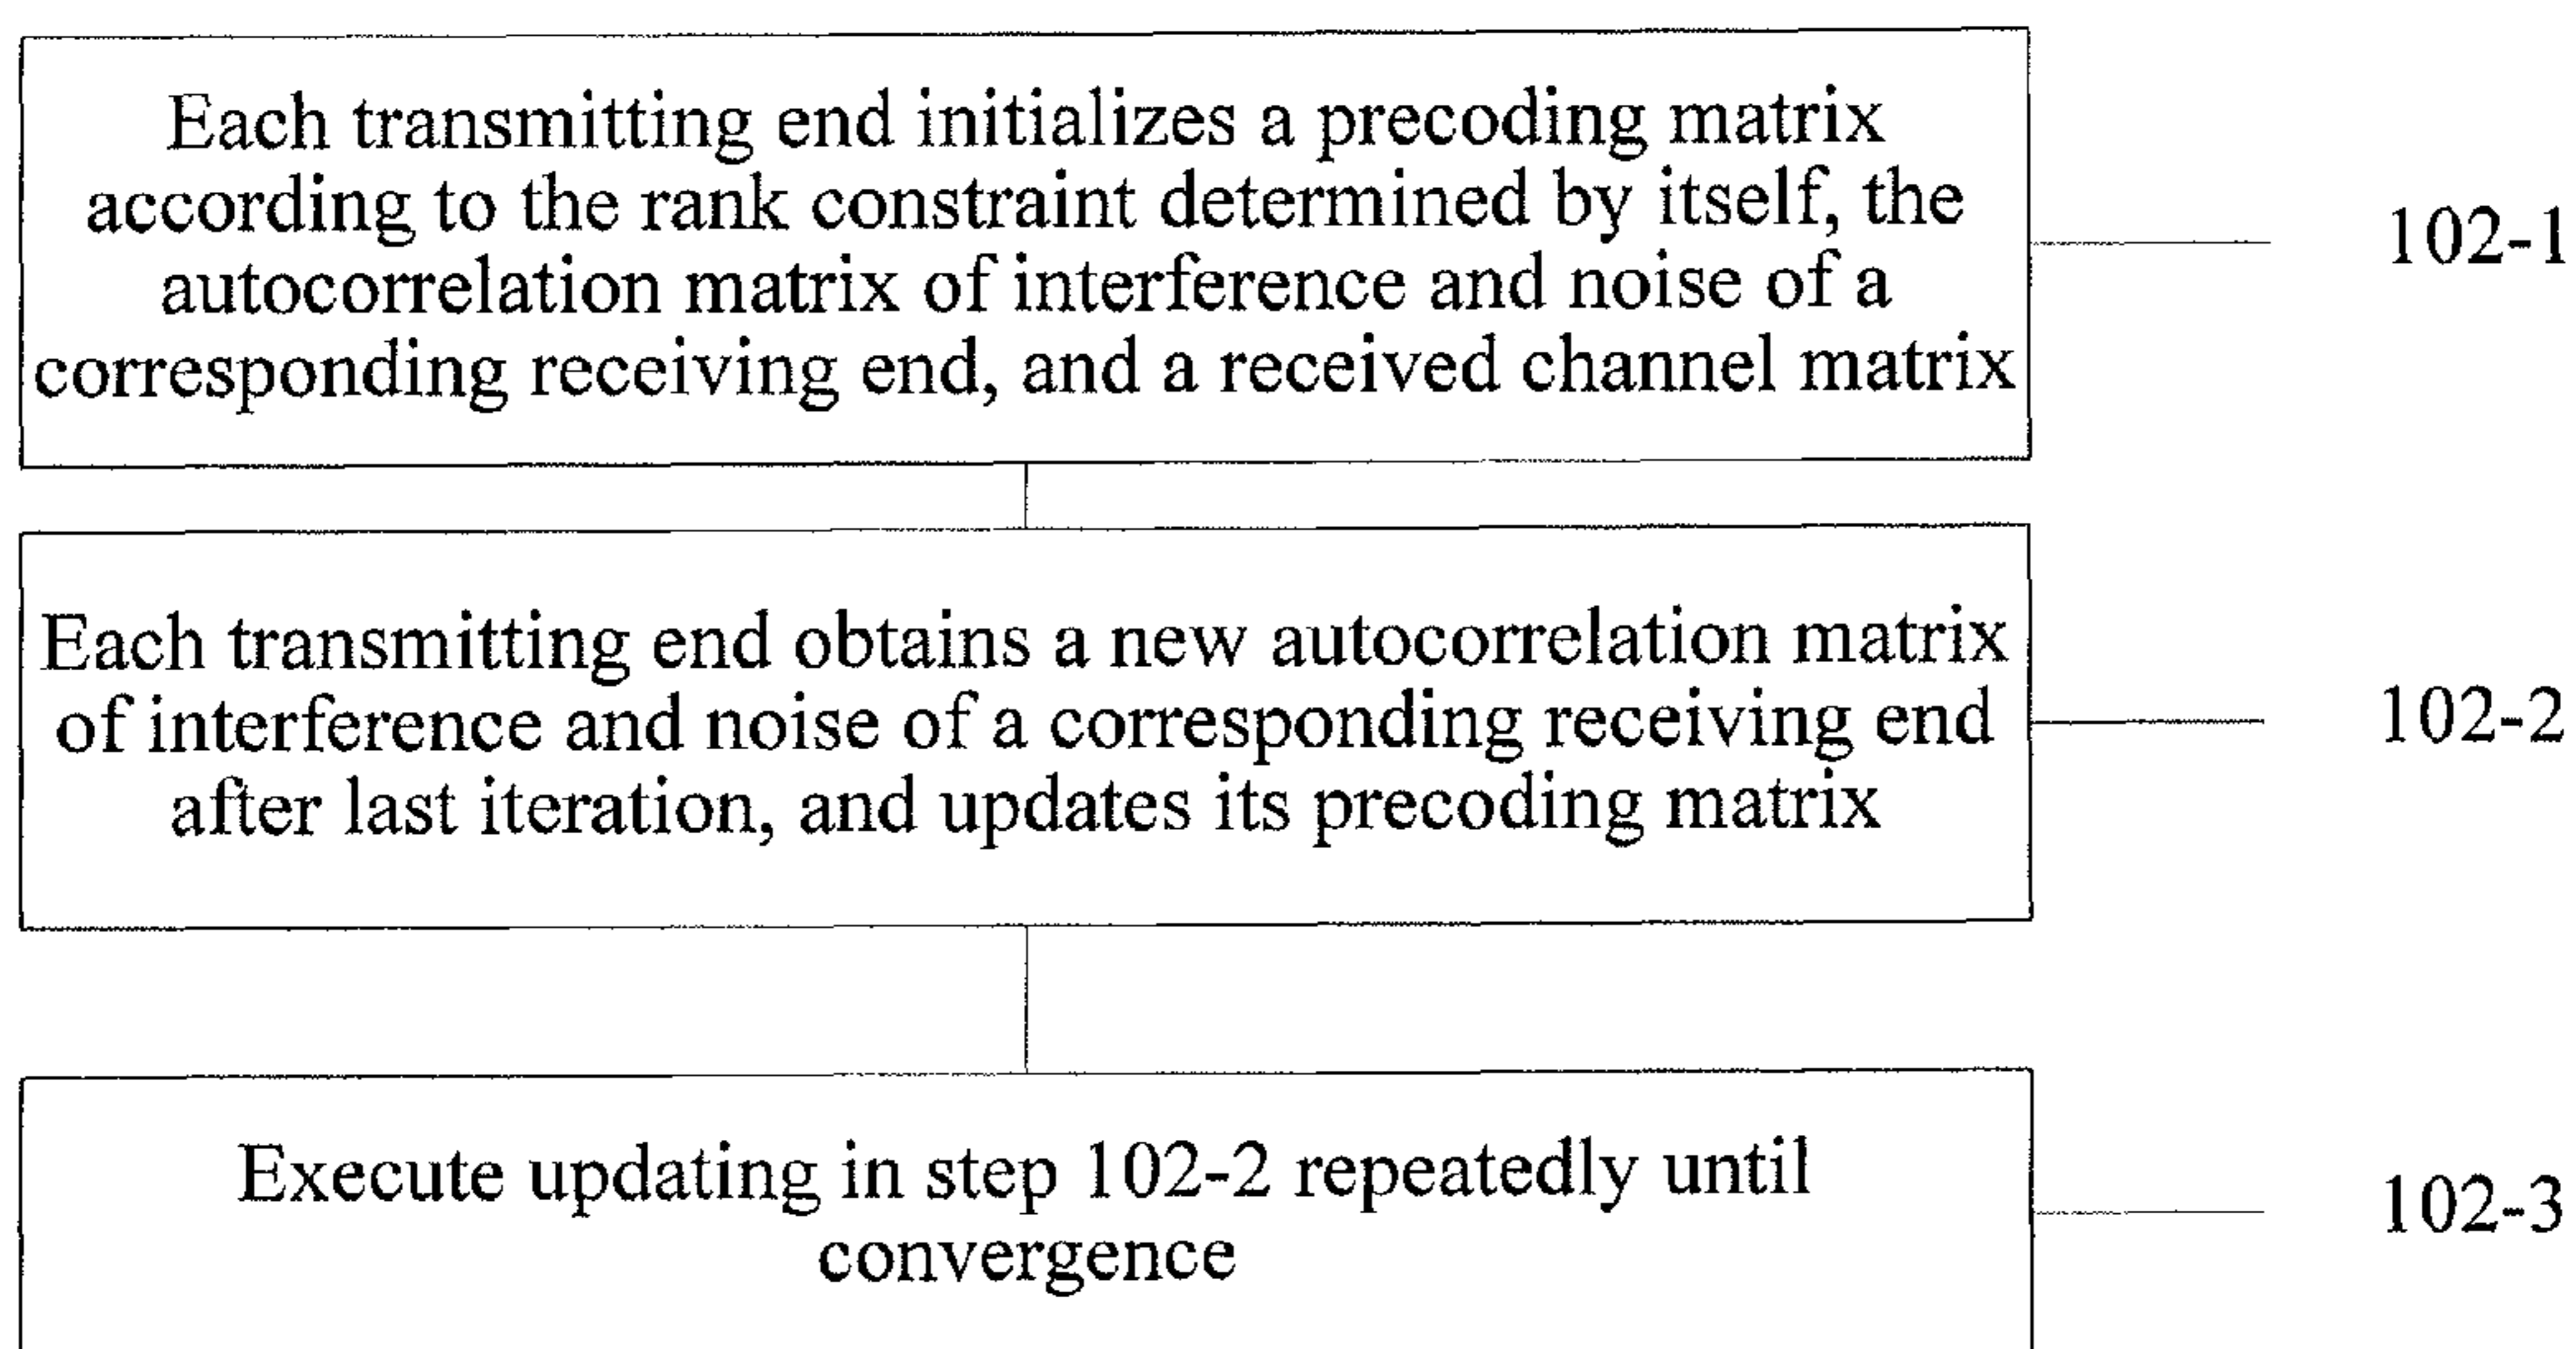 Each transmitting end initializes a precoding matrix
according to the rank constraint determined by itself, the
autocorrelation matrix of interference and noise of a
corresponding receiving end, and a received channel matrix
102-1
Each transmitting end obtains a new autocorrelation matrix
of interference and noise of a corresponding receiving end
after last iteration, and updates its precoding matrix
102-2
Execute updating in step 102-2 repeatedly until
convergence
102-3